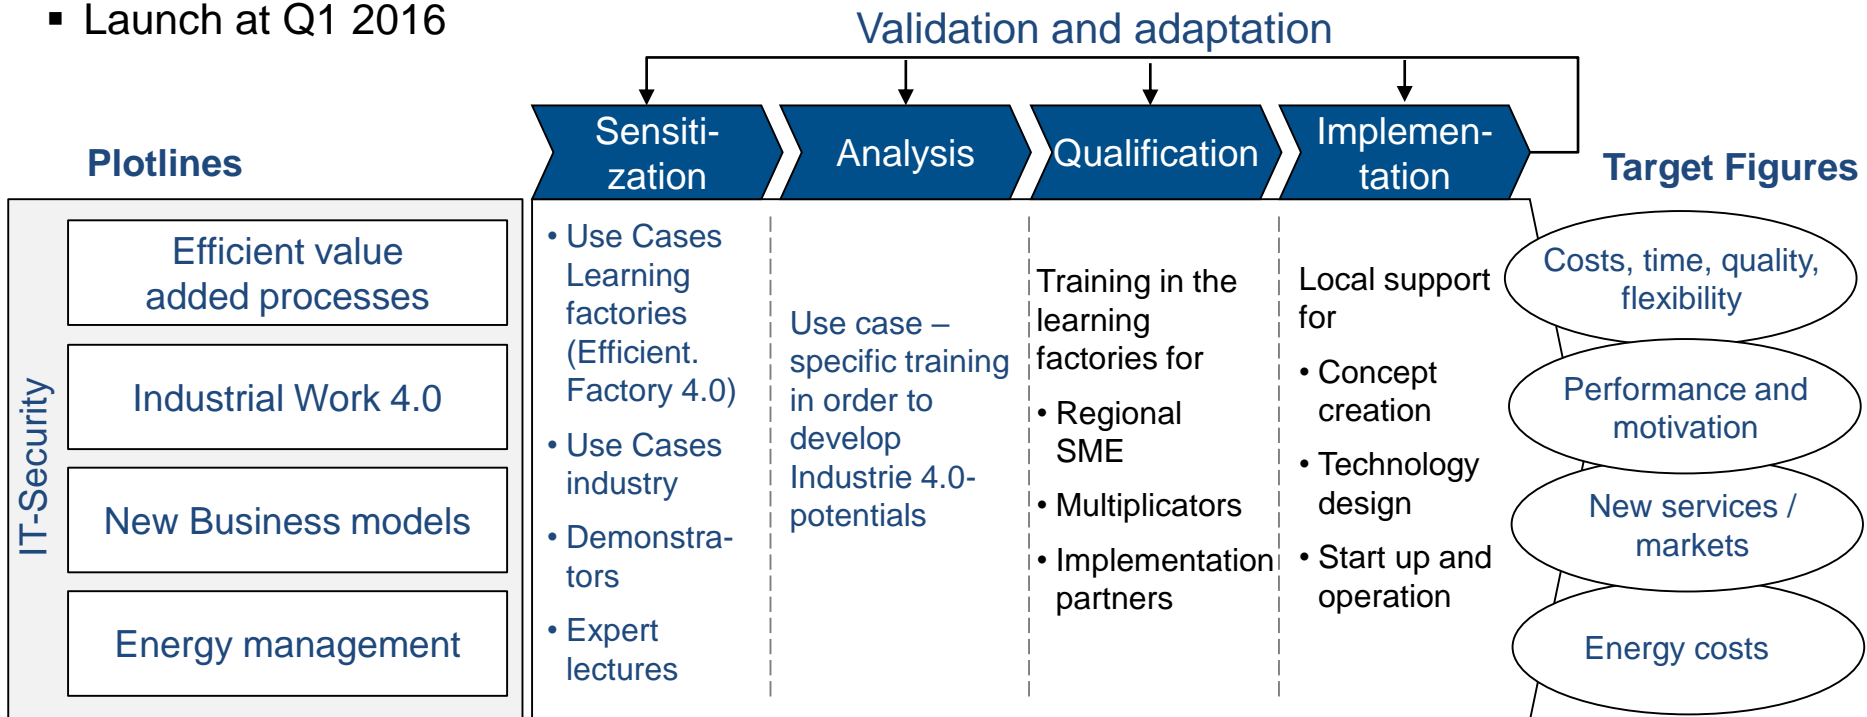 ▪ Launch at Q1 2016
Validation and adaptation
Plotlines
Sensiti-
zation
Analysis
Qualification
Implemen-
tation
Target Figures
IT-Security
Efficient value
added processes
Industrial Work 4.0
New Business models
Energy management
• Use Cases
Learning
factories
(Efficient.
Factory 4.0)
• Use Cases
industry
• Demonstra-
tors
• Expert
lectures
Use case –
specific training
in order to
develop
Industrie 4.0-
potentials
Training in the
learning
factories for
• Regional
SME
• Multiplicators
• Implementation
partners
Local support
for
• Concept
creation
• Technology
design
• Start up and
operation
Costs, time, quality,
flexibility
Performance and
motivation
New services /
markets
Energy costs